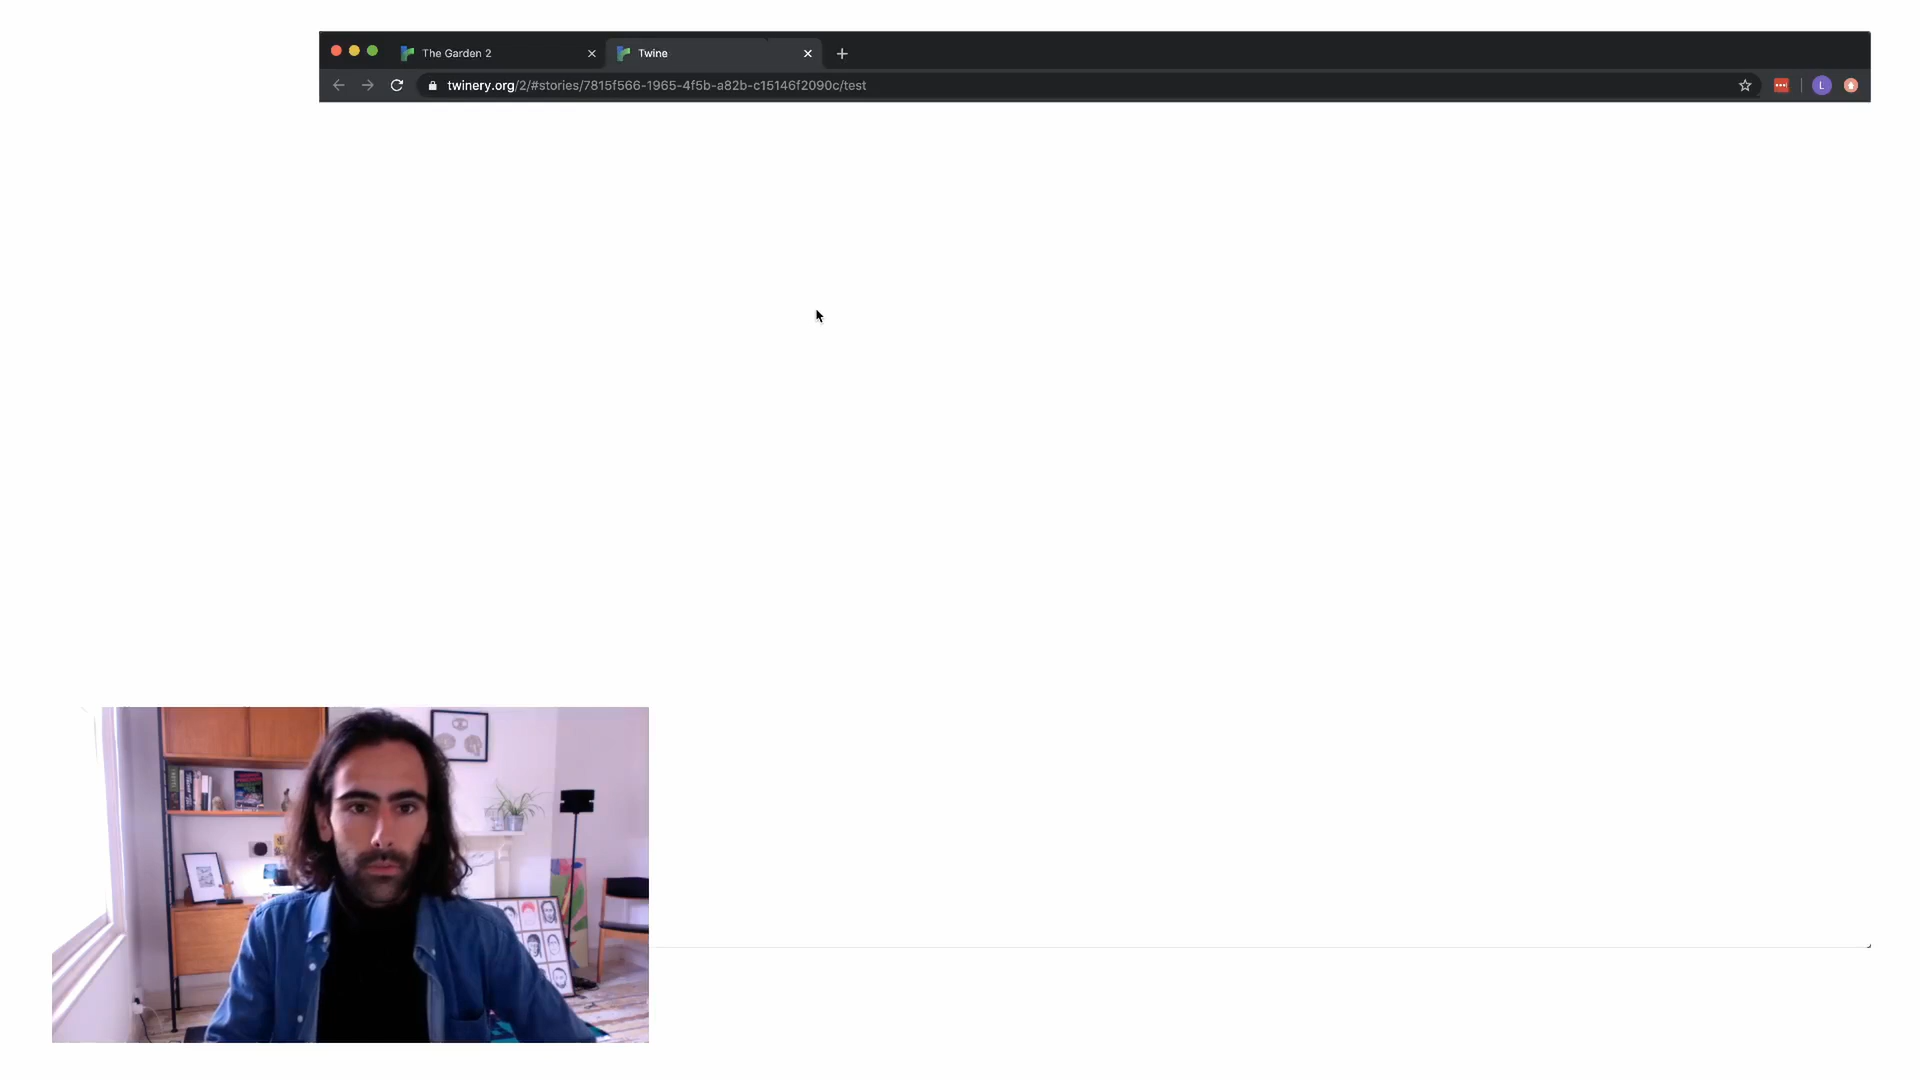 The Garden 2
Twine
twinery.org/2/#stories/7815f566-1965-4f5b-a82b-c15146f2090c/test
L